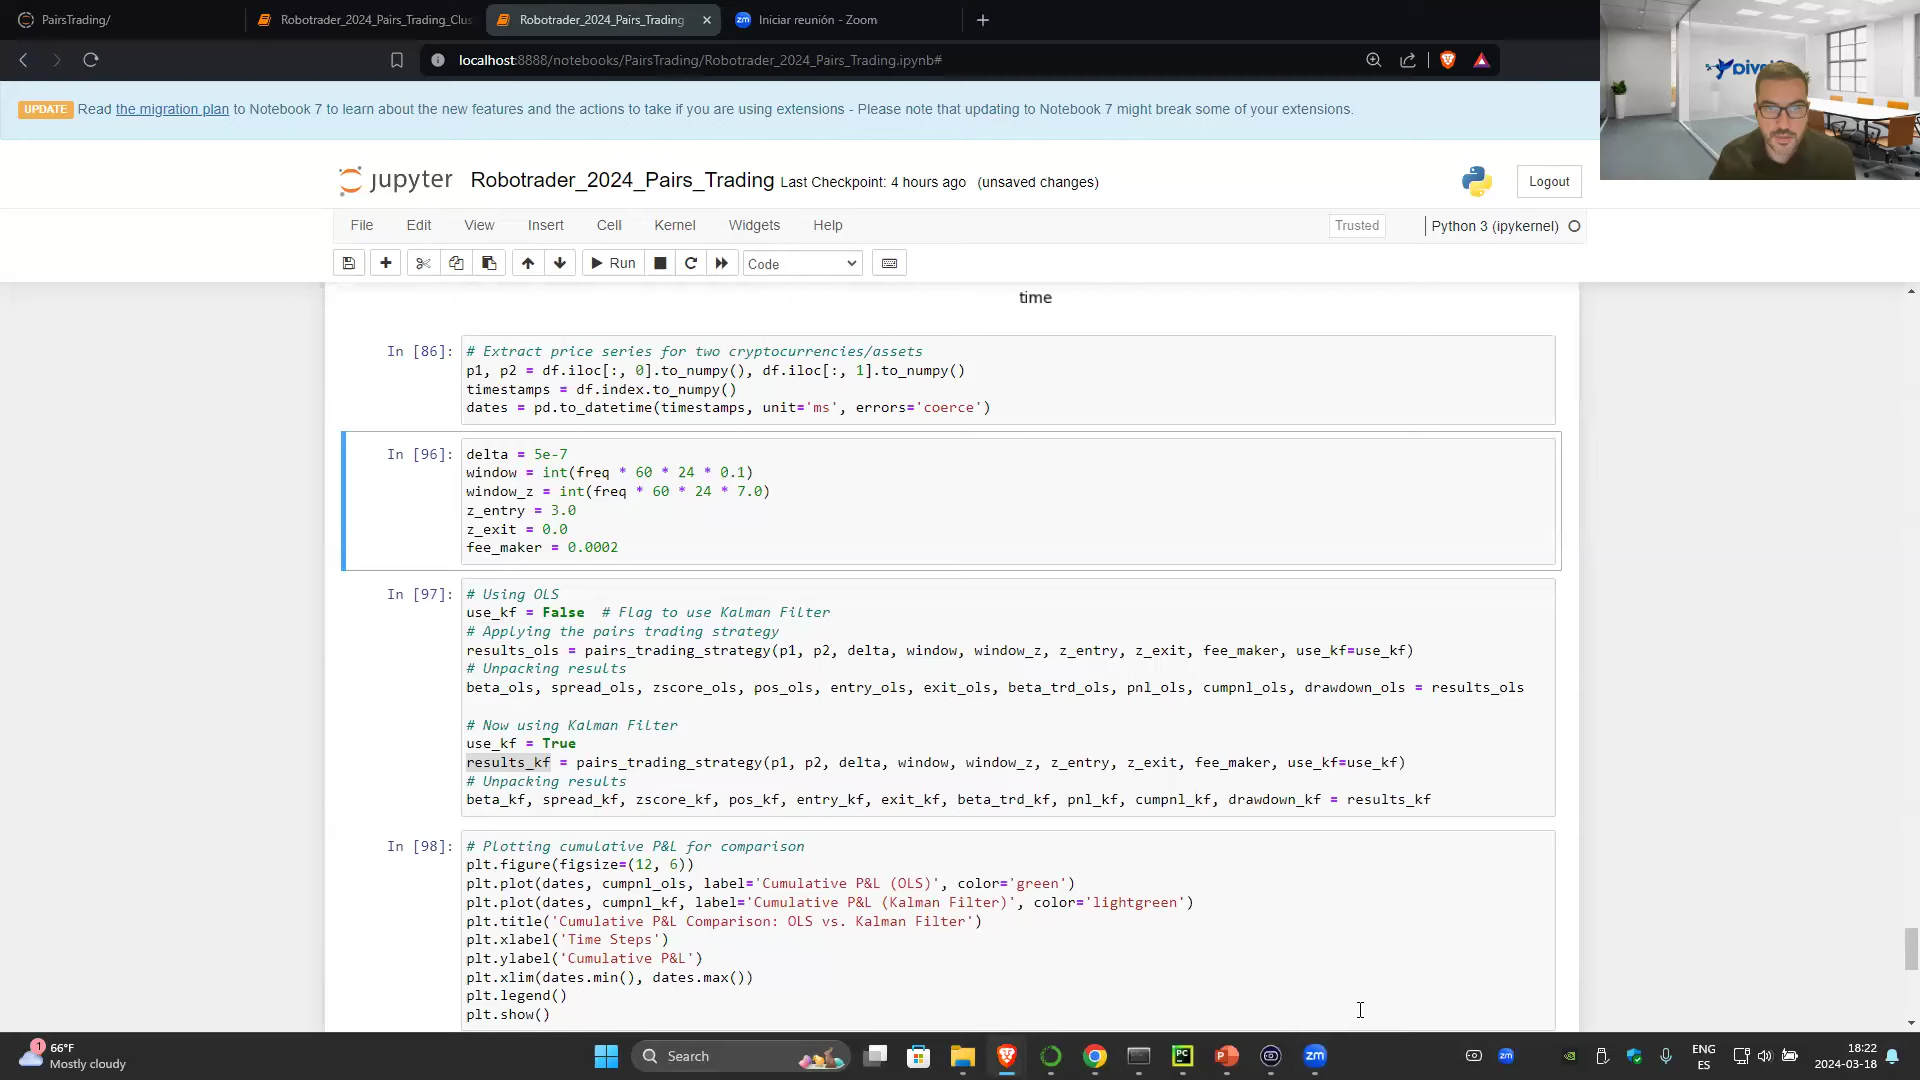 PairsTrading/
Robotrader_2024_Pairs_Trading_Clus
Robotrader_2024_Pairs_Trading
zm
Iniciar reunión - Zoom
localhost:8888/notebooks/PairsTrading/Robotrader_2024_Pairs_Trading.ipynb#
UPDATE Read the migration plan to Notebook 7 to learn about the new features and the actions to take if you are using extensions - Please note that updating to Notebook 7 might break some of your extensions.
jupyter Robotrader_2024_Pairs_Trading Last Checkpoint: 4 hours ago (unsaved changes)
Logout
File Edit View Insert Cell Kernel Widgets Help
Trusted
Python 3 (ipykernel)
Run
Code
time
In [86]:
# Extract price series for two cryptocurrencies/assets
p1, p2 = df.iloc[:, 0].to_numpy(), df.iloc[:, 1].to_numpy()
timestamps = df.index.to_numpy()
dates = pd.to_datetime(timestamps, unit='ms', errors='coerce')
In [96]:
delta = 5e-7
window = int(freq * 60 * 24 * 0.1)
window_z = int(freq * 60 * 24 * 7.0)
z_entry = 3.0
z_exit = 0.0
fee_maker = 0.0002
In [97]:
# Using OLS
use_kf = False  # Flag to use Kalman Filter
# Applying the pairs trading strategy
results_ols = pairs_trading_strategy(p1, p2, delta, window, window_z, z_entry, z_exit, fee_maker, use_kf=use_kf)
# Unpacking results
beta_ols, spread_ols, zscore_ols, pos_ols, entry_ols, exit_ols, beta_trd_ols, pnl_ols, cumpnl_ols, drawdown_ols = results_ols
# Now using Kalman Filter
use_kf = True
results_kf = pairs_trading_strategy(p1, p2, delta, window, window_z, z_entry, z_exit, fee_maker, use_kf=use_kf)
# Unpacking results
beta_kf, spread_kf, zscore_kf, pos_kf, entry_kf, exit_kf, beta_trd_kf, pnl_kf, cumpnl_kf, drawdown_kf = results_kf
In [98]:
# Plotting cumulative P&L for comparison
plt.figure(figsize=(12, 6))
plt.plot(dates, cumpnl_ols, label='Cumulative P&L (OLS)', color='green')
plt.plot(dates, cumpnl_kf, label='Cumulative P&L (Kalman Filter)', color='lightgreen')
plt.title('Cumulative P&L Comparison: OLS vs. Kalman Filter')
plt.xlabel('Time Steps')
plt.ylabel('Cumulative P&L')
plt.xlim(dates.min(), dates.max())
plt.legend()
plt.show()
1
66°F
Mostly cloudy
Search
PC
zm
zm
ENG
ES
18:22
2024-03-18